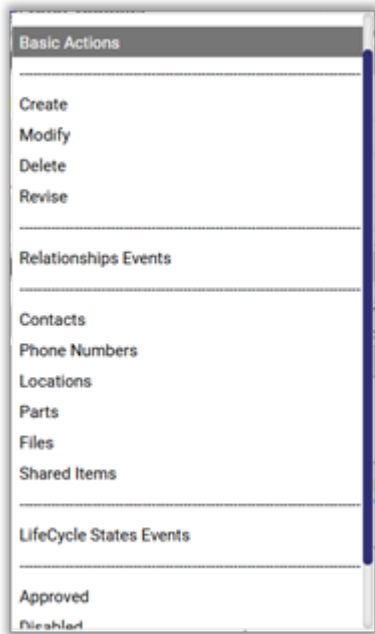 Basic Actions
Create
Modify
Delete
Revise
Relationships Events
Contacts
Phone Numbers
Locations
Parts
Files
Shared Items
LifeCycle States Events
Approved
Disabled